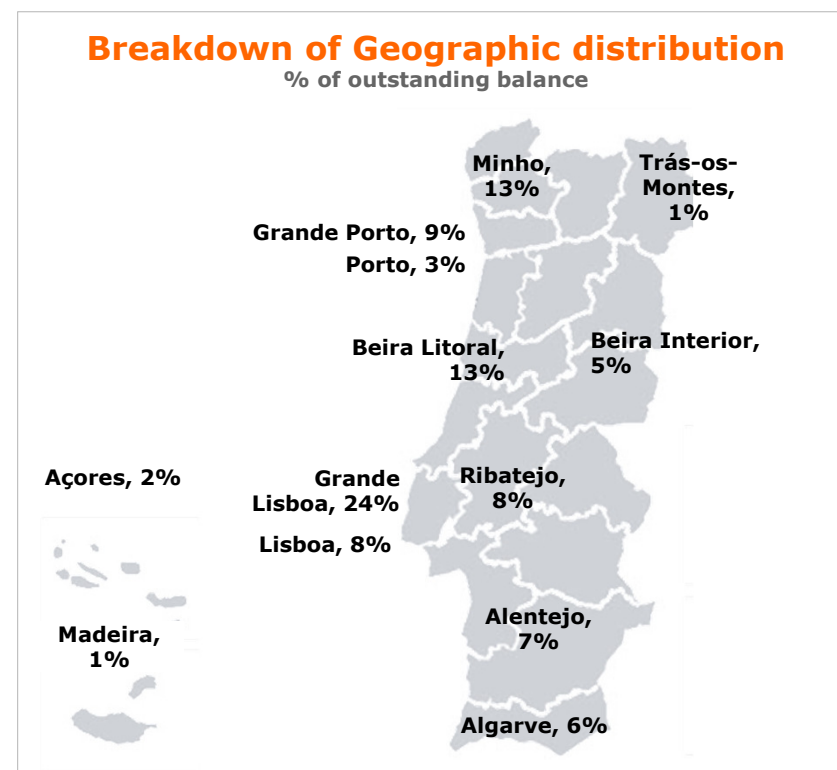 Breakdown of Geographic distribution
% of outstanding balance
Minho,
13%
Trás-os-
Montes,
1%
Grande Porto, 9%
Porto, 3%
Beira Litoral,
13%
Beira Interior,
5%
Açores, 2%
Grande
Lisboa, 24%
Ribatejo,
8%
Lisboa, 8%
Madeira,
1%
Alentejo,
7%
Algarve, 6%